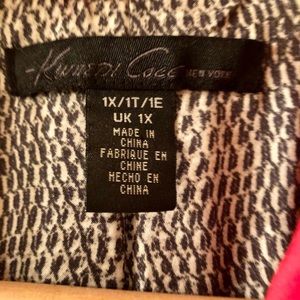 NEW YORK
1X/1T/1E
UK 1X
MADE IN
CHINA
FABRIQUE EN
CHINE
HECHO EN
CHINA